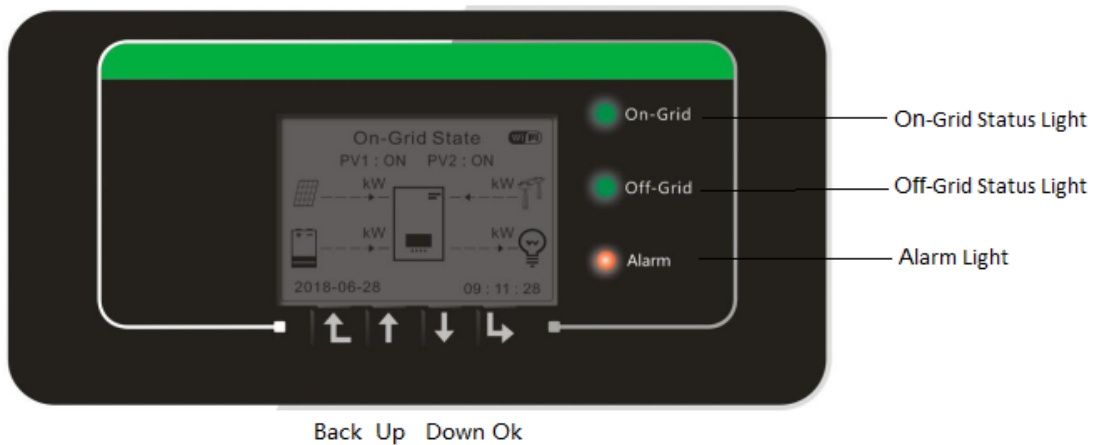 On-Grid State WiFi
PV1 : ON PV2 : ON
kW kW
kW kW
2018-06-28 09 : 11 : 28
On-Grid
Off-Grid
Alarm
On-Grid Status Light
Off-Grid Status Light
Alarm Light
Back Up Down Ok